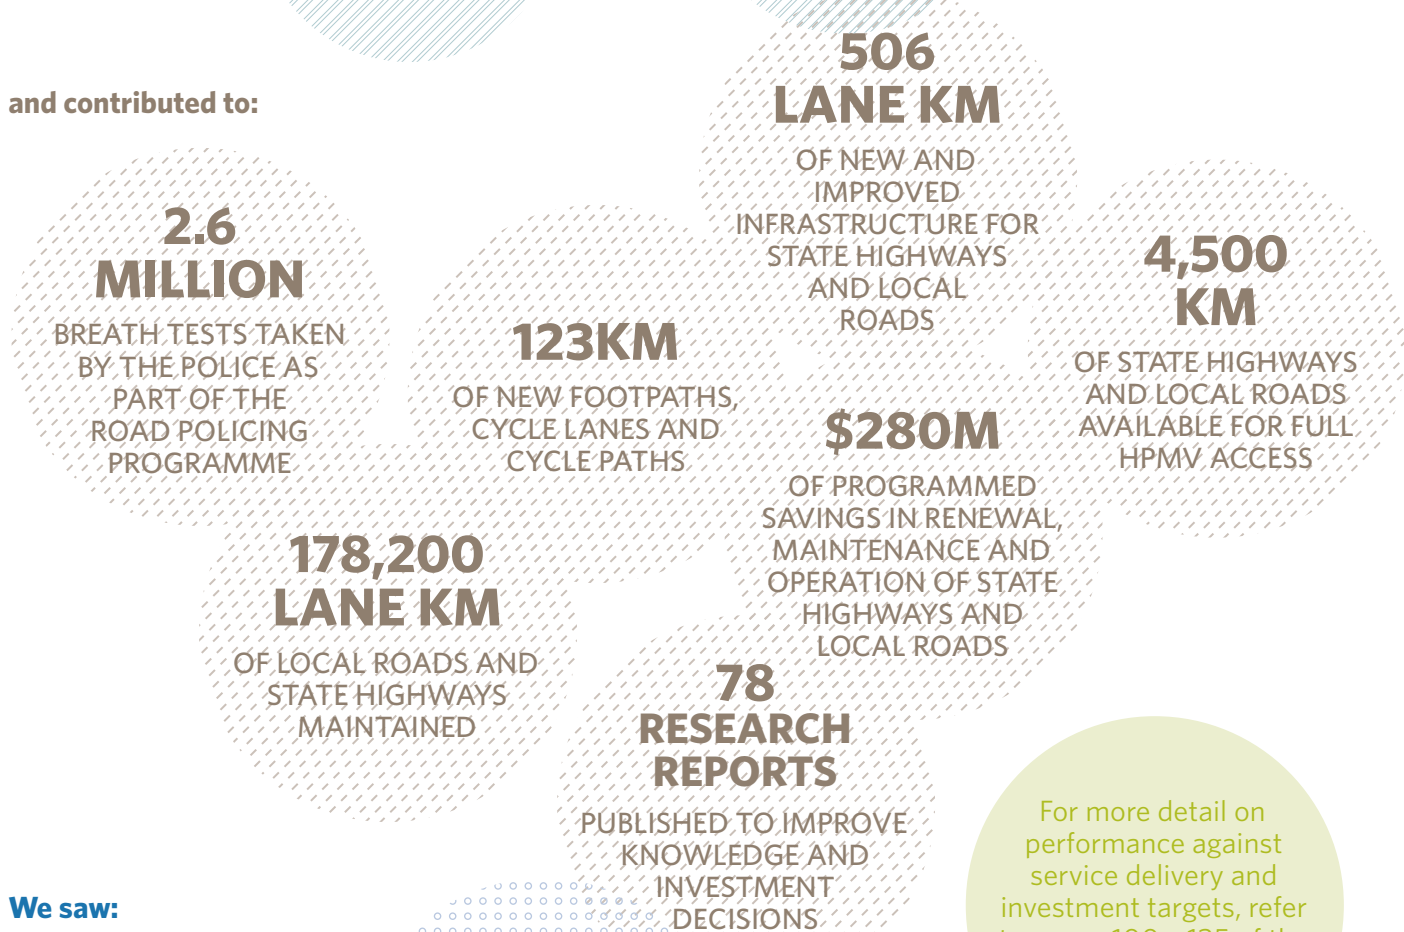 and contributed to:
506
LANE KM
OF NEW AND
IMPROVED
INFRASTRUCTURE FOR
STATE HIGHWAYS
AND LOCAL
ROADS
2.6
MILLION
BREATH TESTS TAKEN
BY THE POLICE AS
PART OF THE
ROAD POLICING
PROGRAMME
123KM
OF NEW FOOTPATHS,
CYCLE LANES AND
CYCLE PATHS
4,500
KM
OF STATE HIGHWAYS
AND LOCAL ROADS
AVAILABLE FOR FULL
HPMV ACCESS
$280M
OF PROGRAMMED
SAVINGS IN RENEWAL,
MAINTENANCE AND
OPERATION OF STATE
HIGHWAYS AND
LOCAL ROADS
178,200
LANE KM
OF LOCAL ROADS AND
STATE HIGHWAYS
MAINTAINED
78
RESEARCH
REPORTS
PUBLISHED TO IMPROVE
KNOWLEDGE AND
INVESTMENT
DECISIONS
For more detail on
performance against
service delivery and
investment targets, refer
We saw: